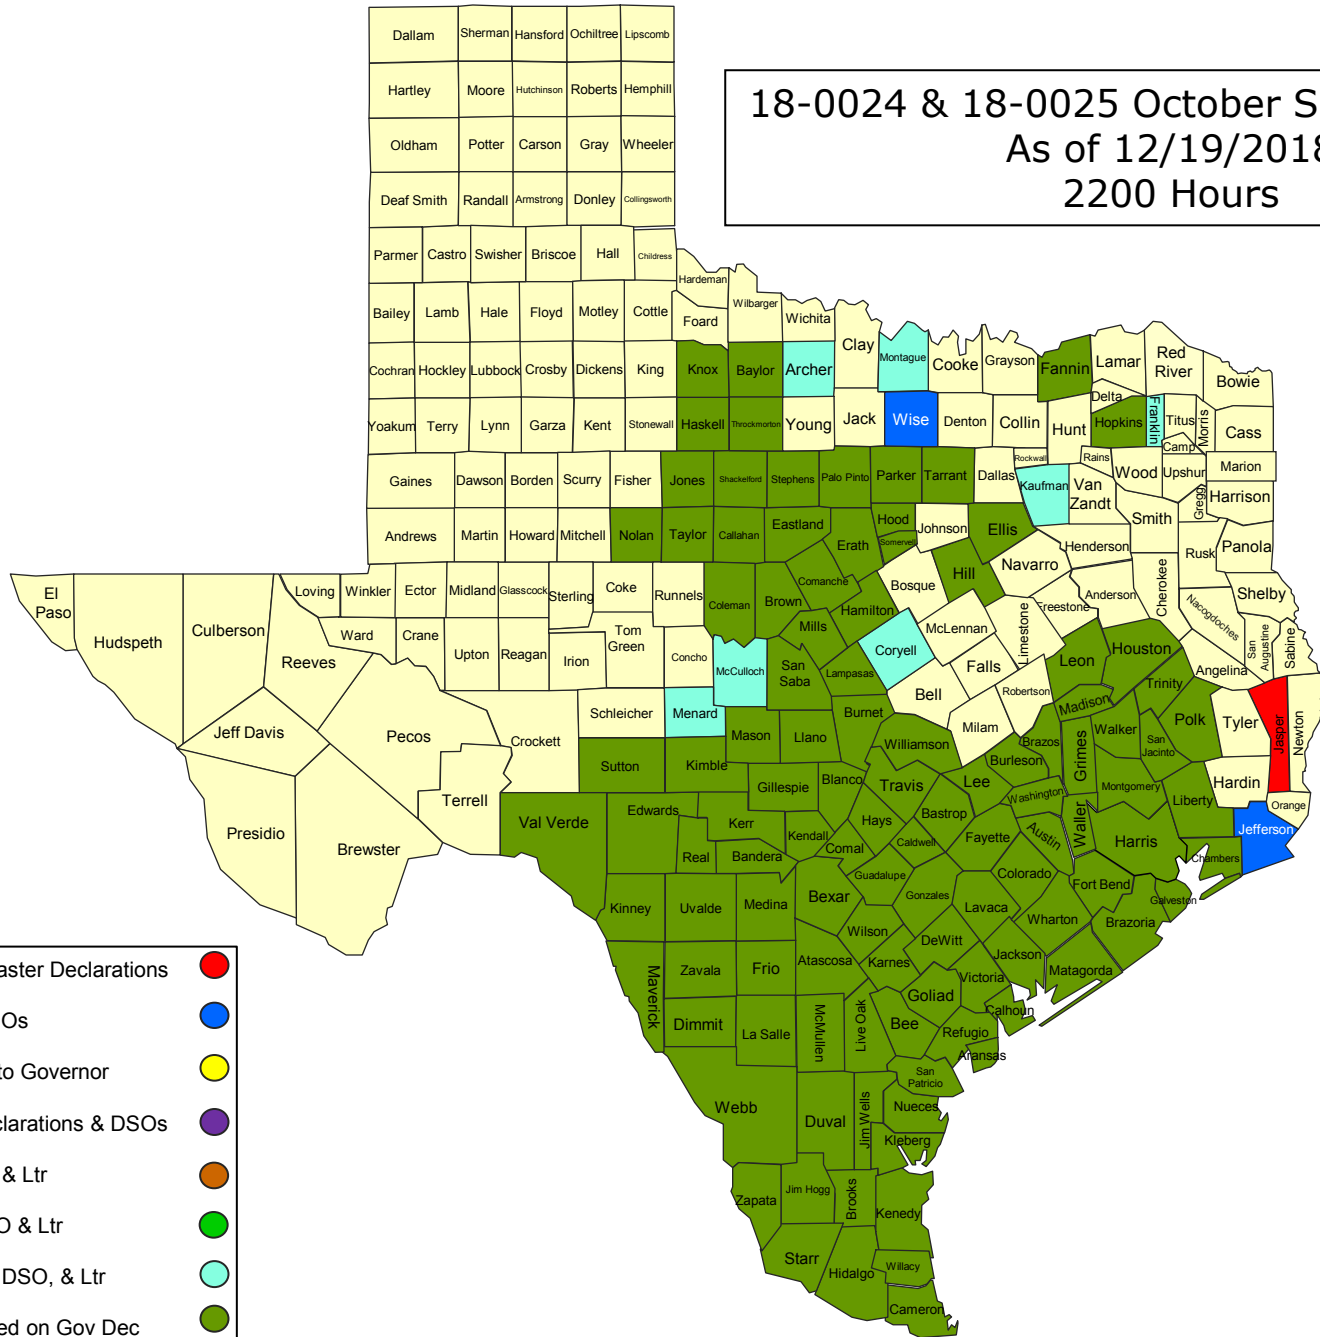 18-0024 & 18-0025 October S
As of 12/19/2018
2200 Hours
Dallam Sherman Hansford Ochiltree Lipscomb
Hartley Moore Hutchinson Roberts Hemphill
Oldham Potter Carson Gray Wheeler
Deaf Smith Randall Armstrong Donley Collingsworth
Parmer Castro Swisher Briscoe Hall Childress
Hardeman
Bailey Lamb Hale Floyd Motley Cottle Foard Wilbarger Wichita Clay Montague Cooke Grayson Fannin Lamar Red River Bowie
Cochran Hockley Lubbock Crosby Dickens King Knox Baylor Archer
Delta
Yoakum Terry Lynn Garza Kent Stonewall Haskell Throckmorton Young Jack Wise Denton Collin Hunt Hopkins Franklin Titus Morris Cass
Camp
Gaines Dawson Borden Scurry Fisher Jones Shackelford Stephens Palo Pinto Parker Tarrant Dallas Rockwall Rains Wood Upshur Marion
Kaufman Van Zandt Gregg Harrison
Andrews Martin Howard Mitchell Nolan Taylor Callahan Eastland Erath Hood Somervell Johnson Ellis Henderson Smith Rusk Panola
El Paso Hudspeth Culberson Loving Winkler Ector Midland Glasscock Sterling Coke Runnels Coleman Brown Comanche Hamilton Bosque Hill Navarro Freestone Anderson Cherokee Nacogdoches Shelby
Reeves Ward Crane Upton Reagan Irion Tom Green Concho McCulloch San Saba Mills Lampasas Coryell McLennan Falls Limestone Leon Houston Angelina San Augustine Sabine
Jeff Davis Pecos Crockett Schleicher Menard Mason Llano Burnet Bell Milam Robertson Madison Trinity Polk Tyler Jasper Newton
Presidio Brewster Terrell Sutton Kimble Gillespie Blanco Williamson Travis Lee Burleson Brazos Grimes Walker San Jacinto Hardin Orange
Val Verde Edwards Kerr Real Bandera Kendall Comal Hays Caldwell Bastrop Fayette Washington Austin Waller Montgomery Harris Liberty Jefferson Chambers
Kinney Uvalde Medina Bexar Guadalupe Gonzales Lavaca Colorado Fort Bend Wharton Brazoria Galveston
Maverick Zavala Frio Atascosa Wilson Karnes DeWitt Jackson Matagorda Victoria
Dimmit La Salle McMullen Live Oak Bee Goliad Refugio Calhoun Aransas
Webb Duval Jim Wells San Patricio Nueces Kleberg
Zapata Jim Hogg Brooks Kenedy
Starr Hidalgo Willacy
Cameron
aster Declarations
Os
to Governor
clarations & DSOs
& Ltr
O & Ltr
DSO, & Ltr
ed on Gov Dec